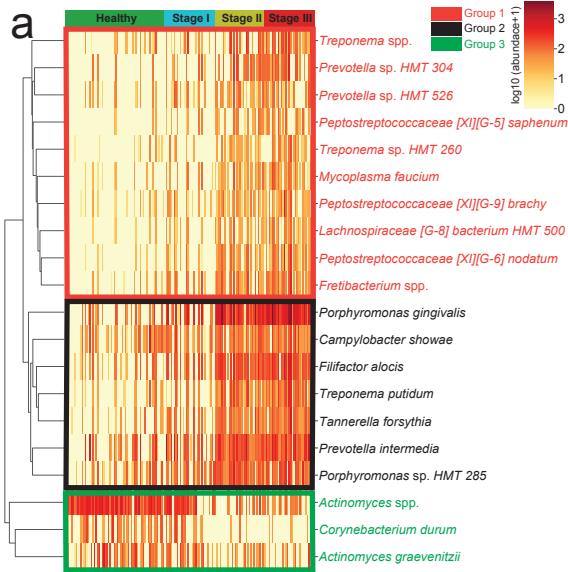 a
Healthy Stage I Stage II Stage III
Group 1
Group 2
Group 3
log10 (abundace+1)
3
2
1
0
Treponema spp.
Prevotella sp. HMT 304
Prevotella sp. HMT 526
Peptostreptococcaceae [XI][G-5] saphenum
Treponema sp. HMT 260
Mycoplasma faucium
Peptostreptococcaceae [XI][G-9] brachy
Lachnospiraceae [G-8] bacterium HMT 500
Peptostreptococcaceae [XI][G-6] nodatum
Fretibacterium spp.
Porphyromonas gingivalis
Campylobacter showae
Filifactor alocis
Treponema putidum
Tannerella forsythia
Prevotella intermedia
Porphyromonas sp. HMT 285
Actinomyces spp.
Corynebacterium durum
Actinomyces graevenitzii